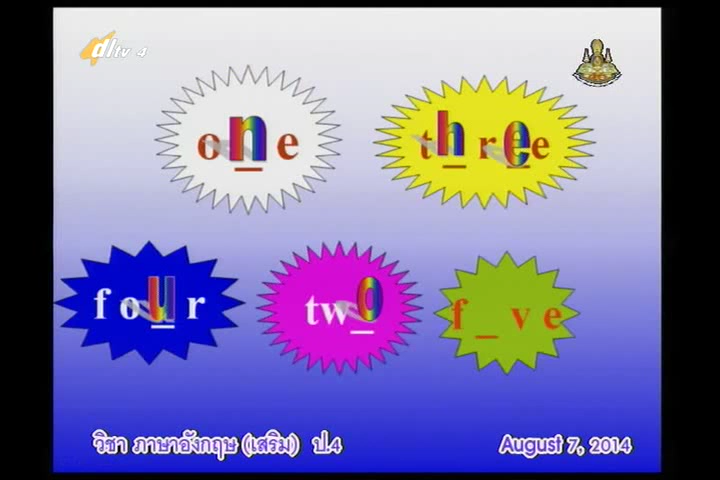 dltv 4
one
three
four
two
f _ v e
วิชา ภาษาอังกฤษ (เสริม) ป.4
August 7, 2014